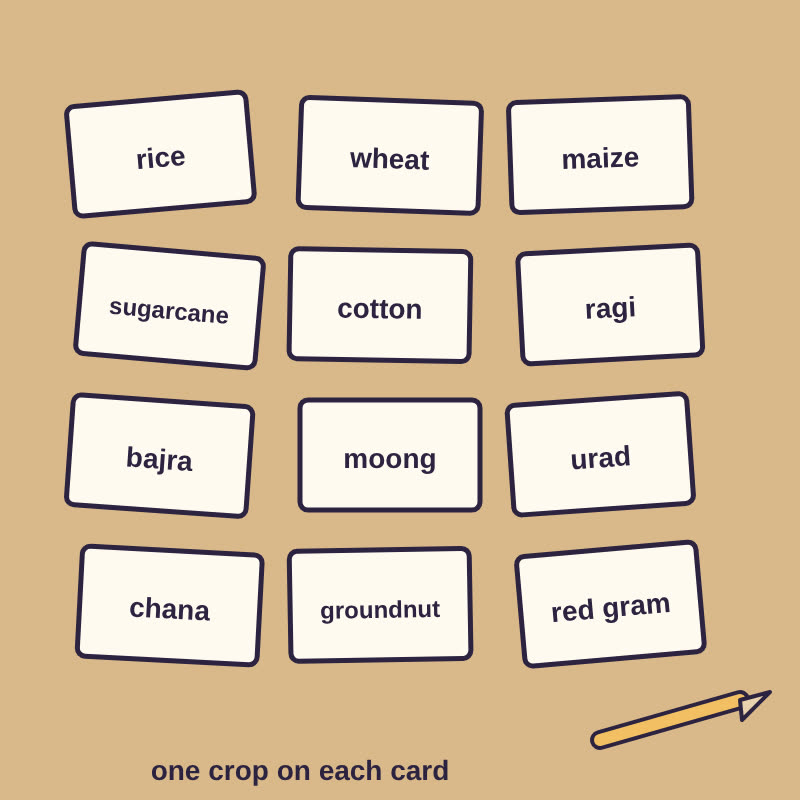 rice
wheat
maize
sugarcane
cotton
ragi
bajra
moong
urad
chana
groundnut
red gram
one crop on each card